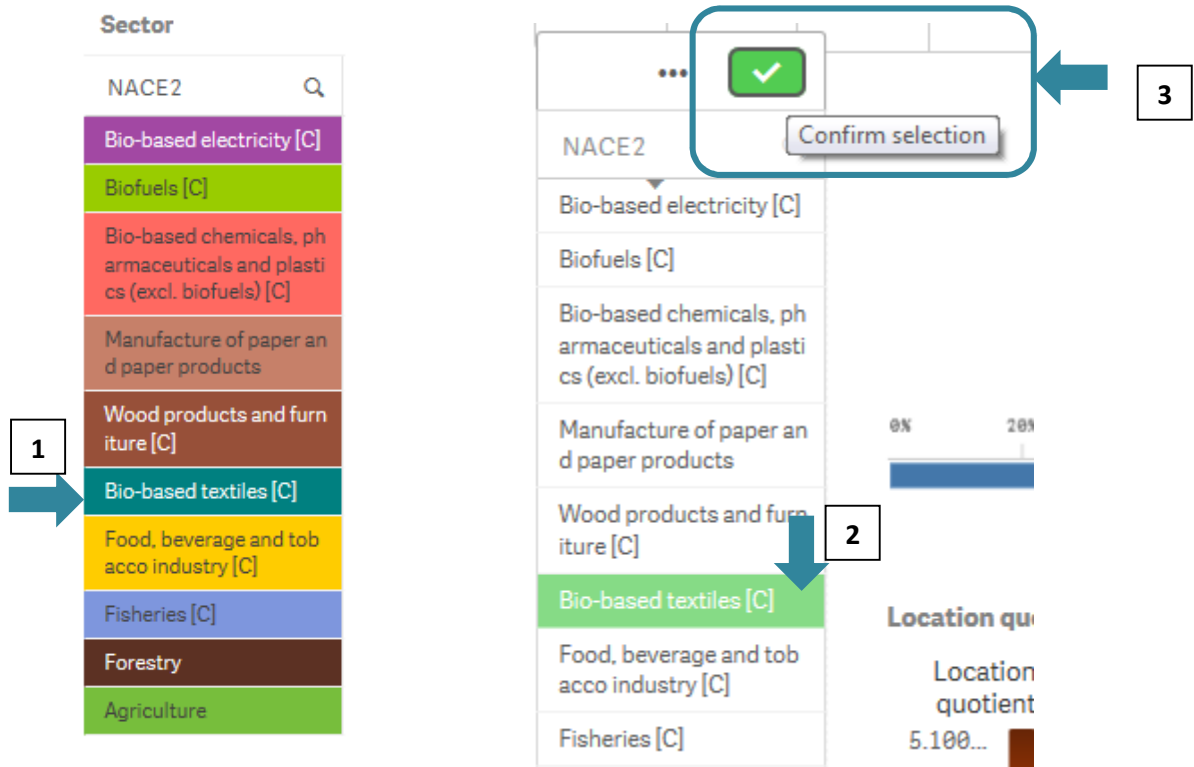 Sector
NACE2
Bio-based electricity [C]
Biofuels [C]
Bio-based chemicals, ph
armaceuticals and plasti
cs (excl. biofuels) [C]
Manufacture of paper an
d paper products
Wood products and furn
iture [C]
1
Bio-based textiles [C]
Food, beverage and tob
acco industry [C]
Fisheries [C]
Forestry
Agriculture
•••
3
Confirm selection
NACE2
Bio-based electricity [C]
Biofuels [C]
Bio-based chemicals, ph
armaceuticals and plasti
cs (excl. biofuels) [C]
Manufacture of paper an
d paper products
Wood products and furn
iture [C]
2
Bio-based textiles [C]
Food, beverage and tob
acco industry [C]
Fisheries [C]
0% 20%
Location qu
Location
quotient
5.100...